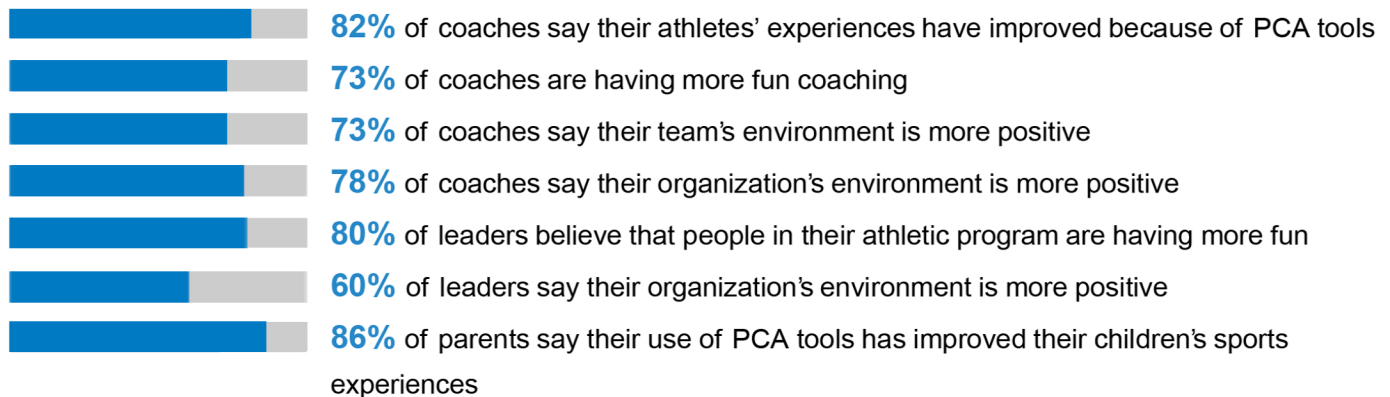 82% of coaches say their athletes’ experiences have improved because of PCA tools
73% of coaches are having more fun coaching
73% of coaches say their team’s environment is more positive
78% of coaches say their organization’s environment is more positive
80% of leaders believe that people in their athletic program are having more fun
60% of leaders say their organization’s environment is more positive
86% of parents say their use of PCA tools has improved their children’s sports
experiences